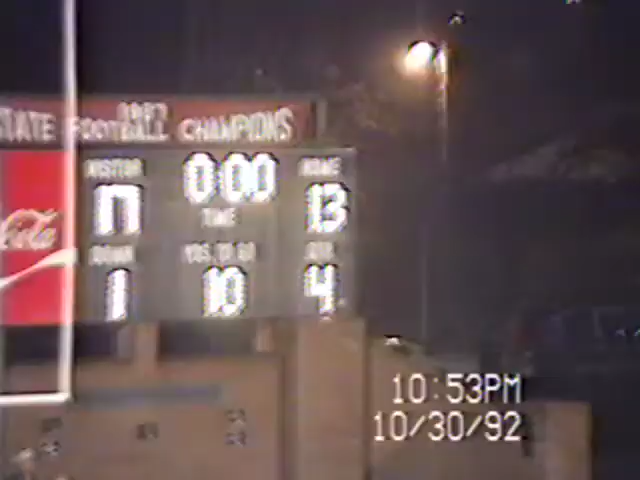 1987
STATE FOOTBALL CHAMPIONS
VISITOR 0:00 HOME
17 TIME 13
Cola
DOWN YDS. TO GO QTR
1 10 4
10:53PM
10/30/92